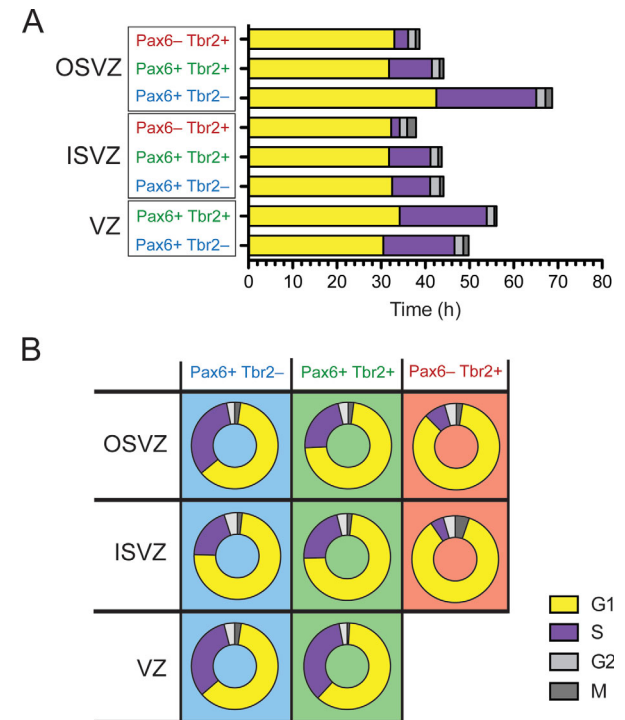 A
OSVZ
Pax6– Tbr2+
Pax6+ Tbr2+
Pax6+ Tbr2–
ISVZ
Pax6– Tbr2+
Pax6+ Tbr2+
Pax6+ Tbr2–
VZ
Pax6+ Tbr2+
Pax6+ Tbr2–
0 10 20 30 40 50 60 70 80
Time (h)
B
Pax6+ Tbr2– Pax6+ Tbr2+ Pax6– Tbr2+
OSVZ
ISVZ
VZ
G1
S
G2
M